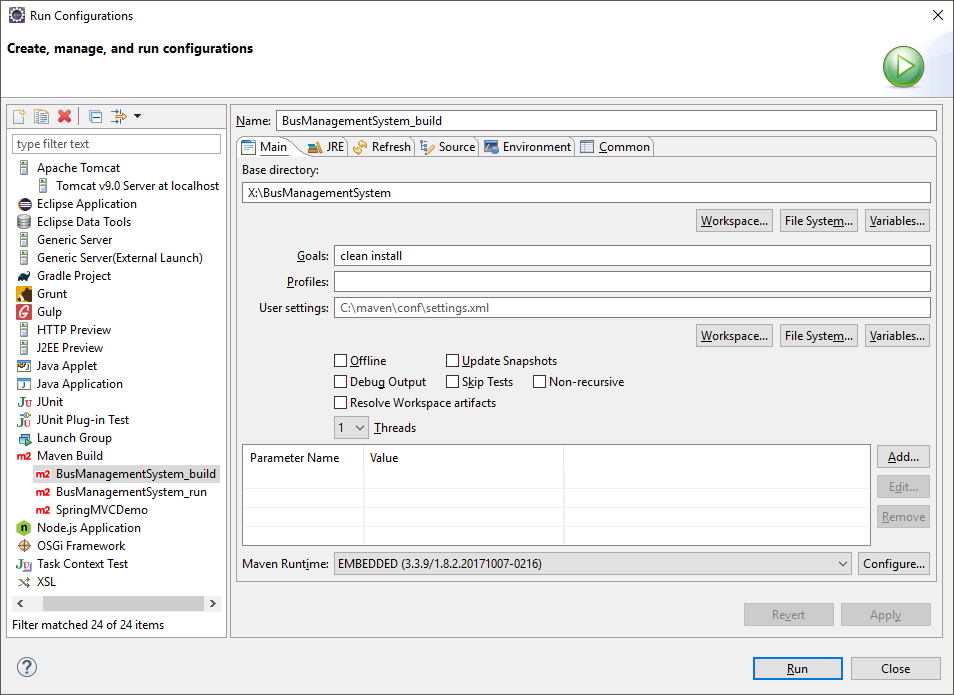 Run Configurations
Create, manage, and run configurations
type filter text
Apache Tomcat
Tomcat v9.0 Server at localhost
Eclipse Application
Eclipse Data Tools
Generic Server
Generic Server(External Launch)
Gradle Project
Grunt
Gulp
HTTP Preview
J2EE Preview
Java Applet
Java Application
JUnit
JUnit Plug-in Test
Launch Group
Maven Build
BusManagementSystem_build
BusManagementSystem_run
SpringMVCDemo
Node.js Application
OSGi Framework
Task Context Test
XSL
Filter matched 24 of 24 items
Name: BusManagementSystem_build
Main JRE Refresh Source Environment Common
Base directory:
X:\BusManagementSystem
Workspace... File System... Variables...
Goals: clean install
Profiles:
User settings: C:\maven\conf\settings.xml
Workspace... File System... Variables...
Offline Update Snapshots
Debug Output Skip Tests Non-recursive
Resolve Workspace artifacts
1 Threads
Parameter Name Value
Add...
Edit...
Remove
Maven Runtime: EMBEDDED (3.3.9/1.8.2.20171007-0216) Configure...
Revert Apply
Run Close